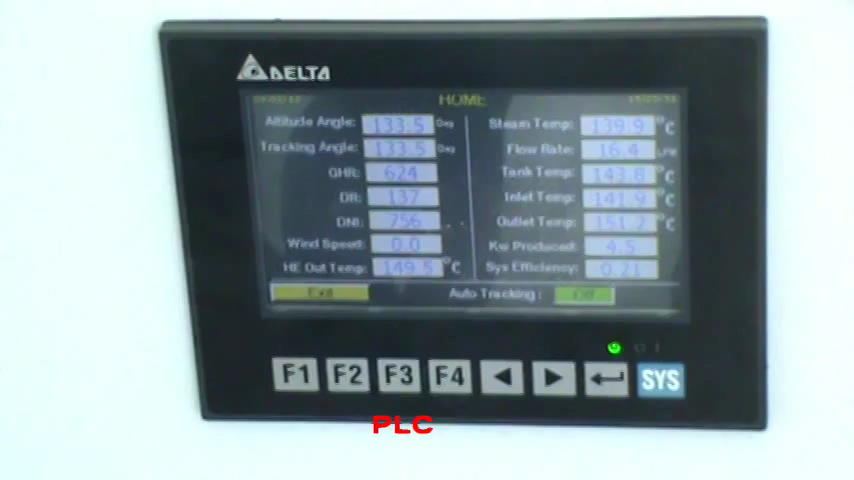 DELTA
HOME
Altitude Angle: 133.5 Deg
Tracking Angle: 133.5 Deg
GHR: 624
DR: 137
DNI: 756
Wind Speed: 0.0
HE Out Temp: 149.5 °C
Steam Temp: 139.9 °C
Flow Rate: 16.4 LPM
Tank Temp: 143.8 °C
Inlet Temp: 141.9 °C
Outlet Temp: 151.2 °C
Kw Produced: 4.5
Sys Efficiency: 0.21
Exit
Auto Tracking :
F1 F2 F3 F4 SYS
PLC